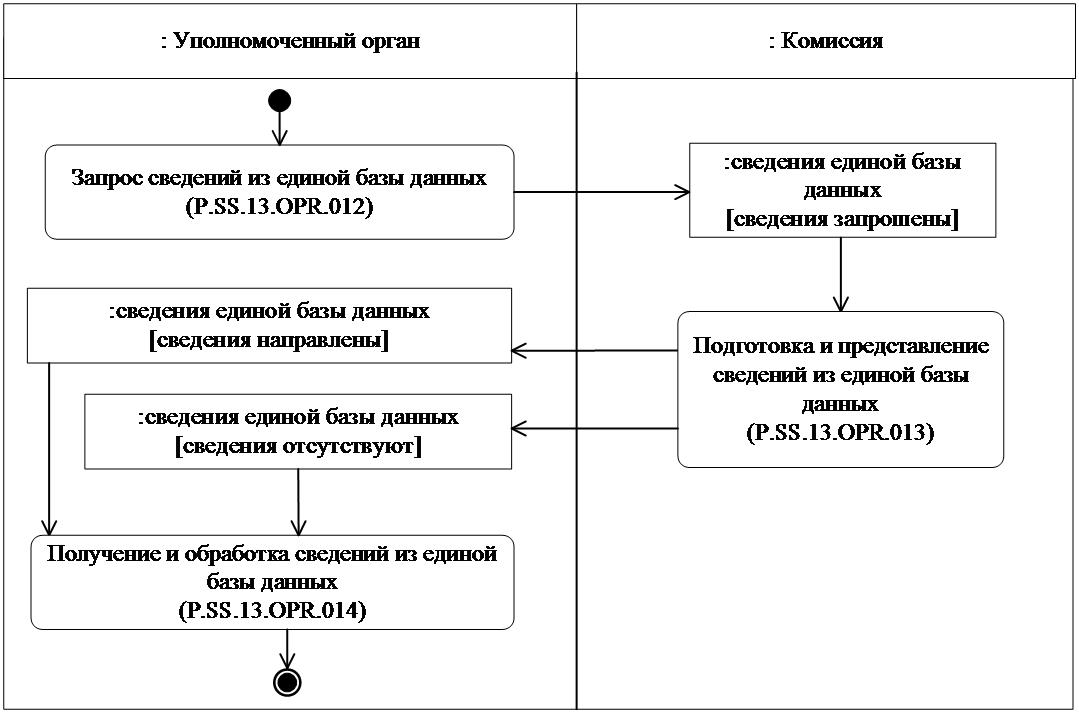 : Уполномоченный орган
: Комиссия
Запрос сведений из единой базы данных
(P.SS.13.OPR.012)
:сведения единой базы
данных
[сведения запрошены]
:сведения единой базы данных
[сведения направлены]
Подготовка и представление
сведений из единой базы
данных
(P.SS.13.OPR.013)
:сведения единой базы данных
[сведения отсутствуют]
Получение и обработка сведений из единой
базы данных
(P.SS.13.OPR.014)